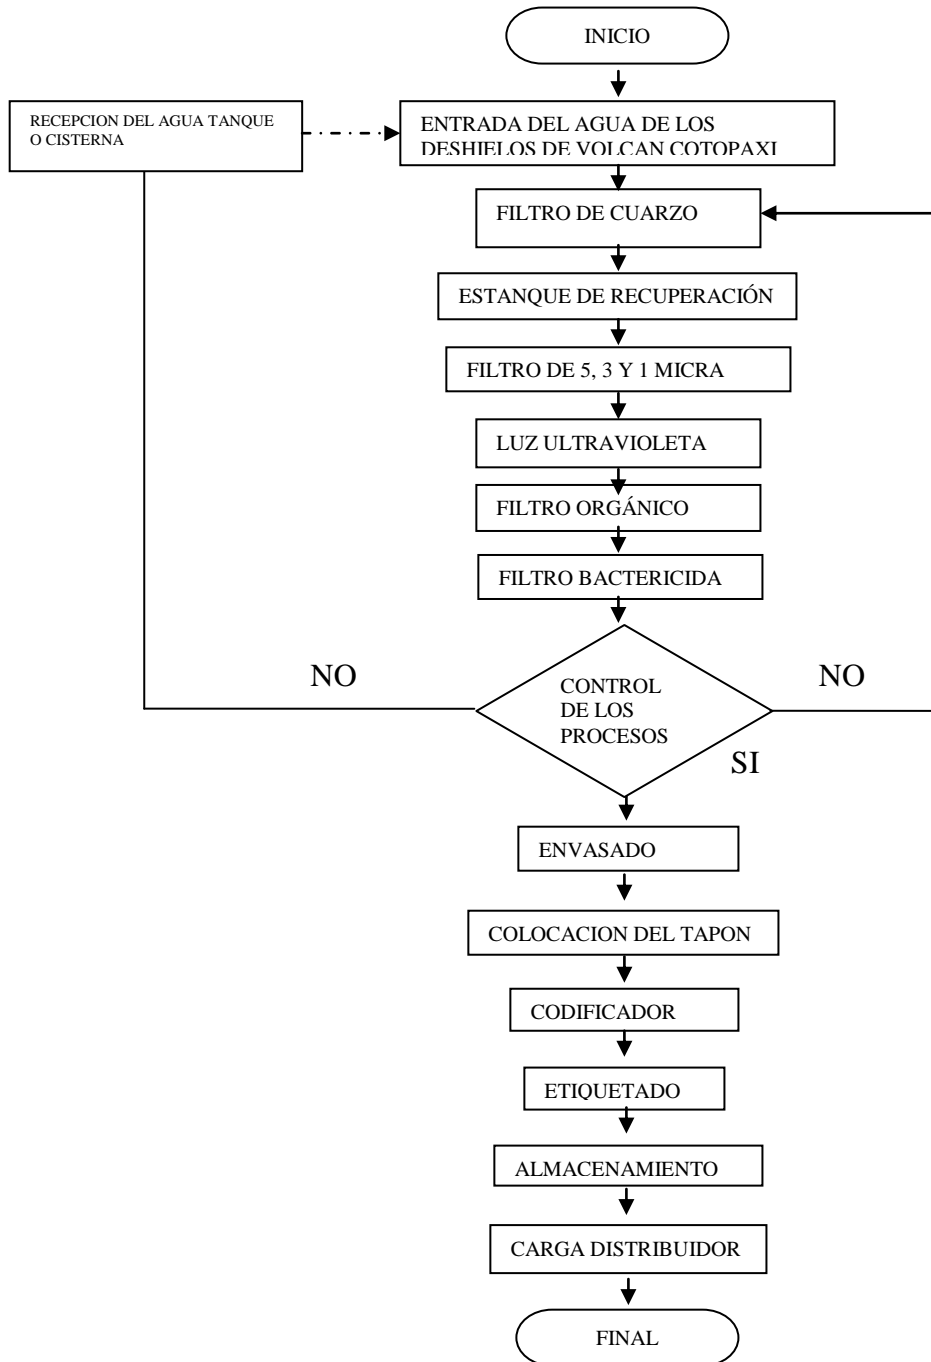 INICIO
RECEPCION DEL AGUA TANQUE
O CISTERNA
ENTRADA DEL AGUA DE LOS
DESHIELOS DE VOLCAN COTOPAXI
FILTRO DE CUARZO
ESTANQUE DE RECUPERACIÓN
FILTRO DE 5, 3 Y 1 MICRA
LUZ ULTRAVIOLETA
FILTRO ORGÁNICO
FILTRO BACTERICIDA
NO
CONTROL
DE LOS
PROCESOS
NO
SI
ENVASADO
COLOCACION DEL TAPON
CODIFICADOR
ETIQUETADO
ALMACENAMIENTO
CARGA DISTRIBUIDOR
FINAL